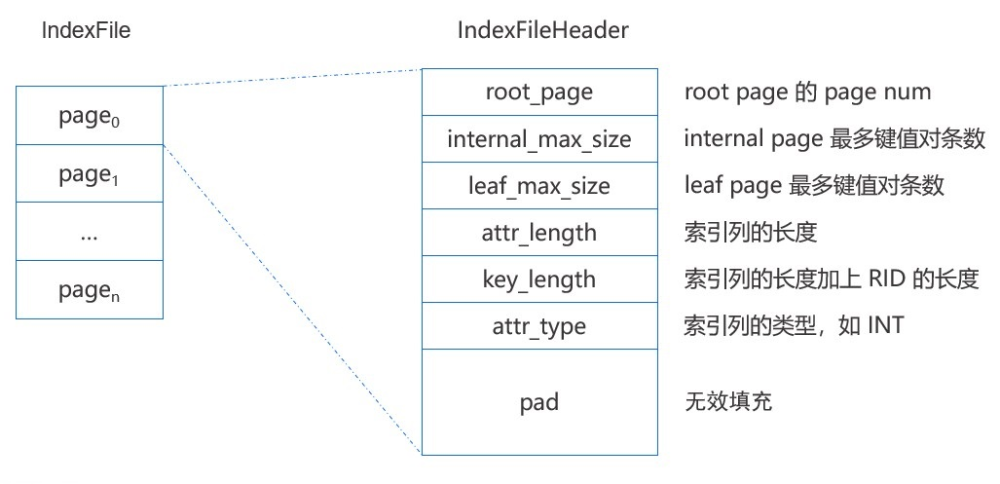 IndexFile
IndexFileHeader
page₀
page₁
...
pageₙ
root_page root page 的 page num
internal_max_size internal page 最多键值对条数
leaf_max_size leaf page 最多键值对条数
attr_length 索引列的长度
key_length 索引列的长度加上 RID 的长度
attr_type 索引列的类型，如 INT
pad 无效填充